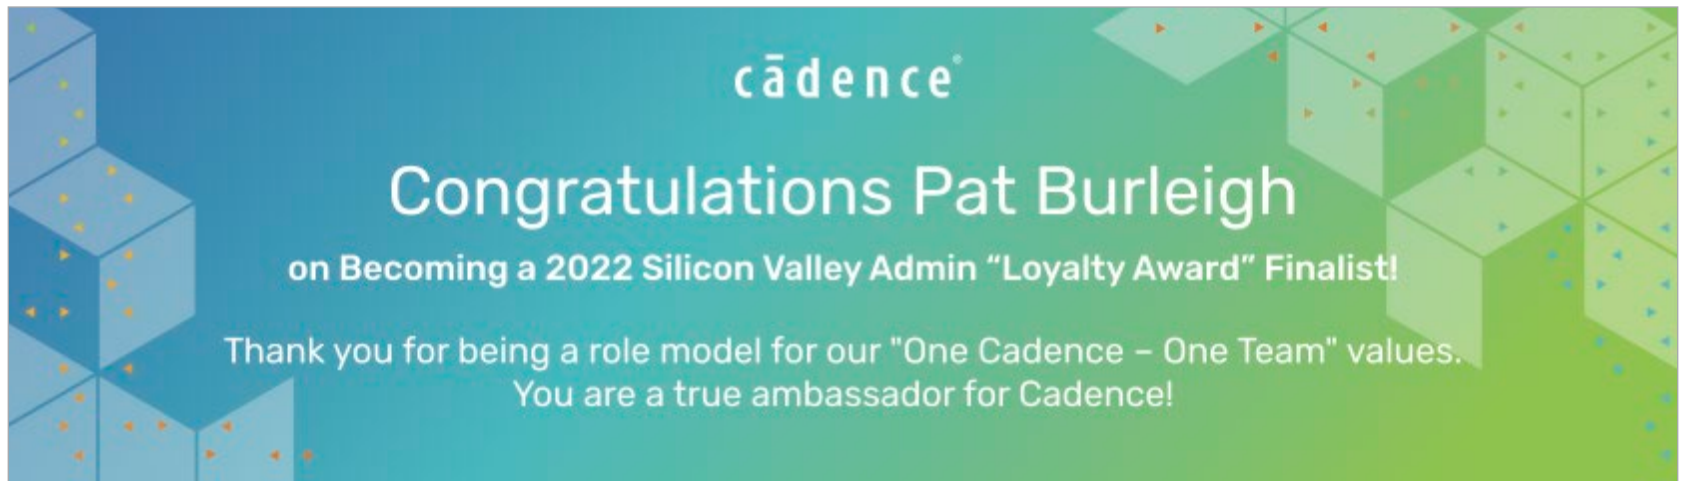 cādence®
Congratulations Pat Burleigh
on Becoming a 2022 Silicon Valley Admin “Loyalty Award” Finalist!
Thank you for being a role model for our "One Cadence – One Team" values.
You are a true ambassador for Cadence!